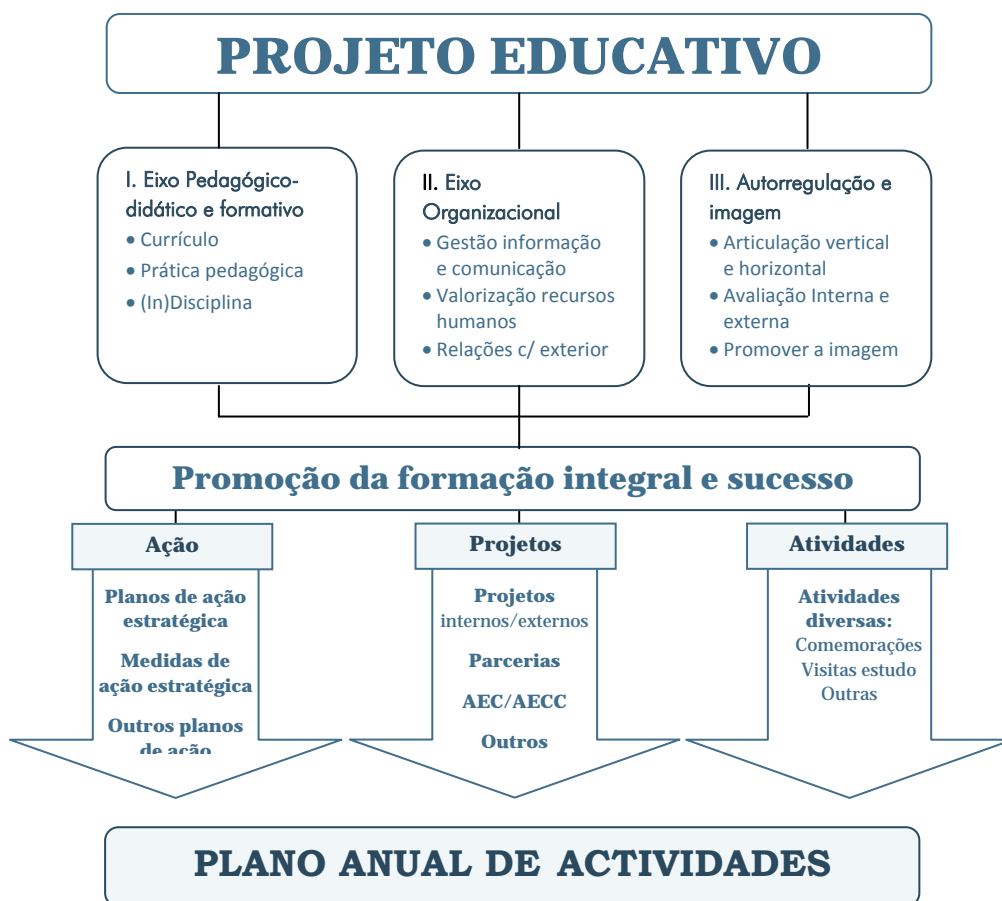 PROJETO EDUCATIVO
I. Eixo Pedagógico-
didático e formativo
• Currículo
• Prática pedagógica
• (In)Disciplina
II. Eixo
Organizacional
• Gestão informação
e comunicação
• Valorização recursos
humanos
• Relações c/ exterior
III. Autorregulação e
imagem
• Articulação vertical
e horizontal
• Avaliação Interna e
externa
• Promover a imagem
Promoção da formação integral e sucesso
Ação
Planos de ação
estratégica
Medidas de
ação estratégica
Outros planos
de ação
Projetos
Projetos
internos/externos
Parcerias
AEC/AECC
Outros
Atividades
Atividades
diversas:
Comemorações
Visitas estudo
Outras
PLANO ANUAL DE ACTIVIDADES